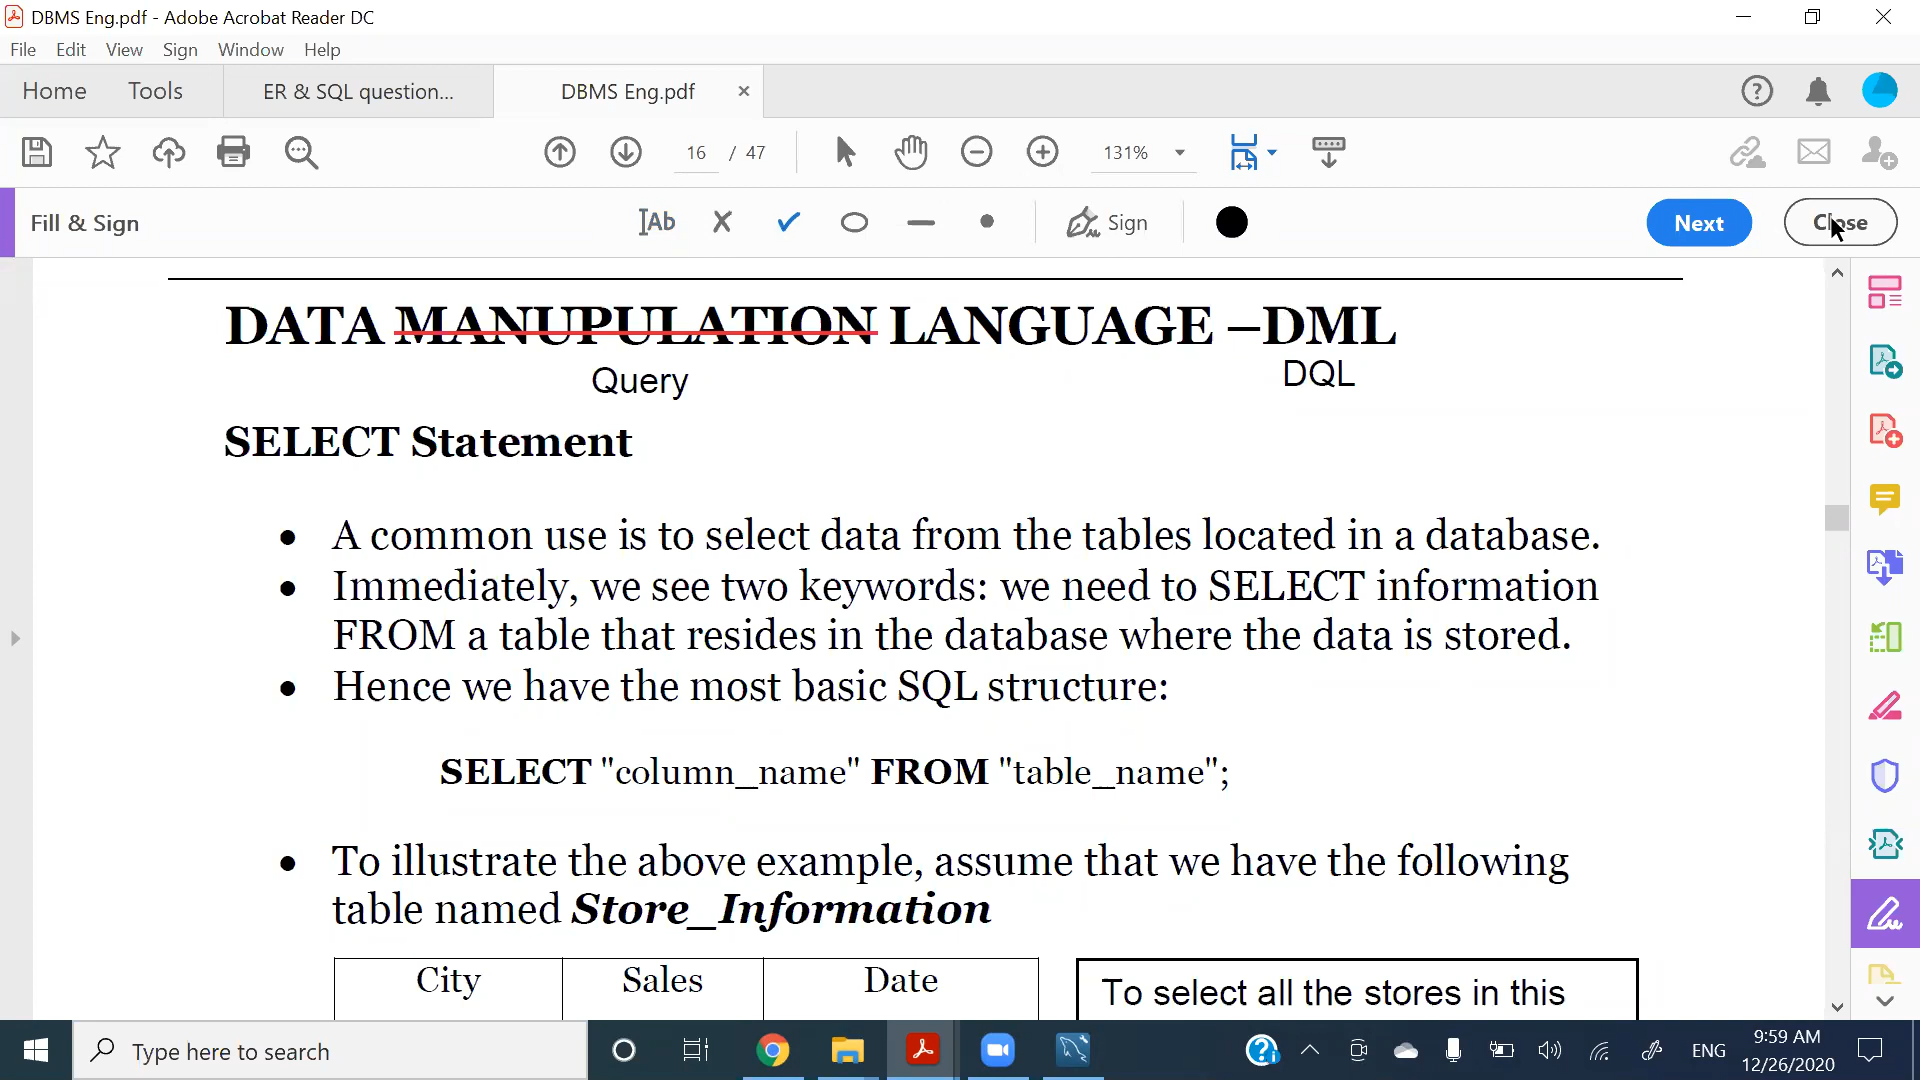 DBMS Eng.pdf - Adobe Acrobat Reader DC
File Edit View Sign Window Help
Home Tools ER & SQL question... DBMS Eng.pdf ×
16 / 47 131%
Fill & Sign Ab Sign Next Close
DATA MANUPULATION LANGUAGE –DML
Query DQL
SELECT Statement
• A common use is to select data from the tables located in a database.
• Immediately, we see two keywords: we need to SELECT information
FROM a table that resides in the database where the data is stored.
• Hence we have the most basic SQL structure:
SELECT "column_name" FROM "table_name";
• To illustrate the above example, assume that we have the following
table named Store_Information
City Sales Date
To select all the stores in this
Type here to search
ENG
9:59 AM
12/26/2020